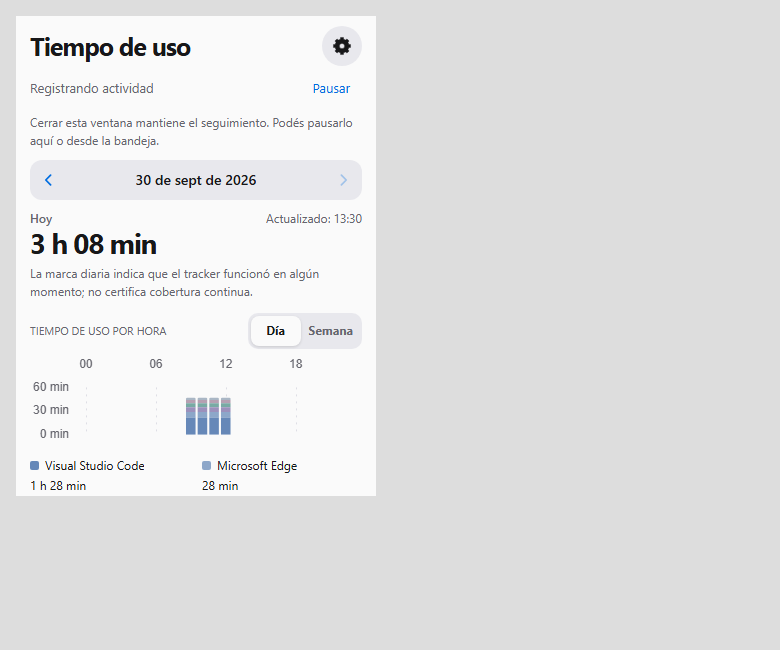 Tiempo de uso
Registrando actividad
Pausar
Cerrar esta ventana mantiene el seguimiento. Podés pausarlo
aquí o desde la bandeja.
30 de sept de 2026
Hoy
Actualizado: 13:30
3 h 08 min
La marca diaria indica que el tracker funcionó en algún
momento; no certifica cobertura continua.
TIEMPO DE USO POR HORA
Día
Semana
00 06 12 18
60 min
30 min
0 min
Visual Studio Code
1 h 28 min
Microsoft Edge
28 min